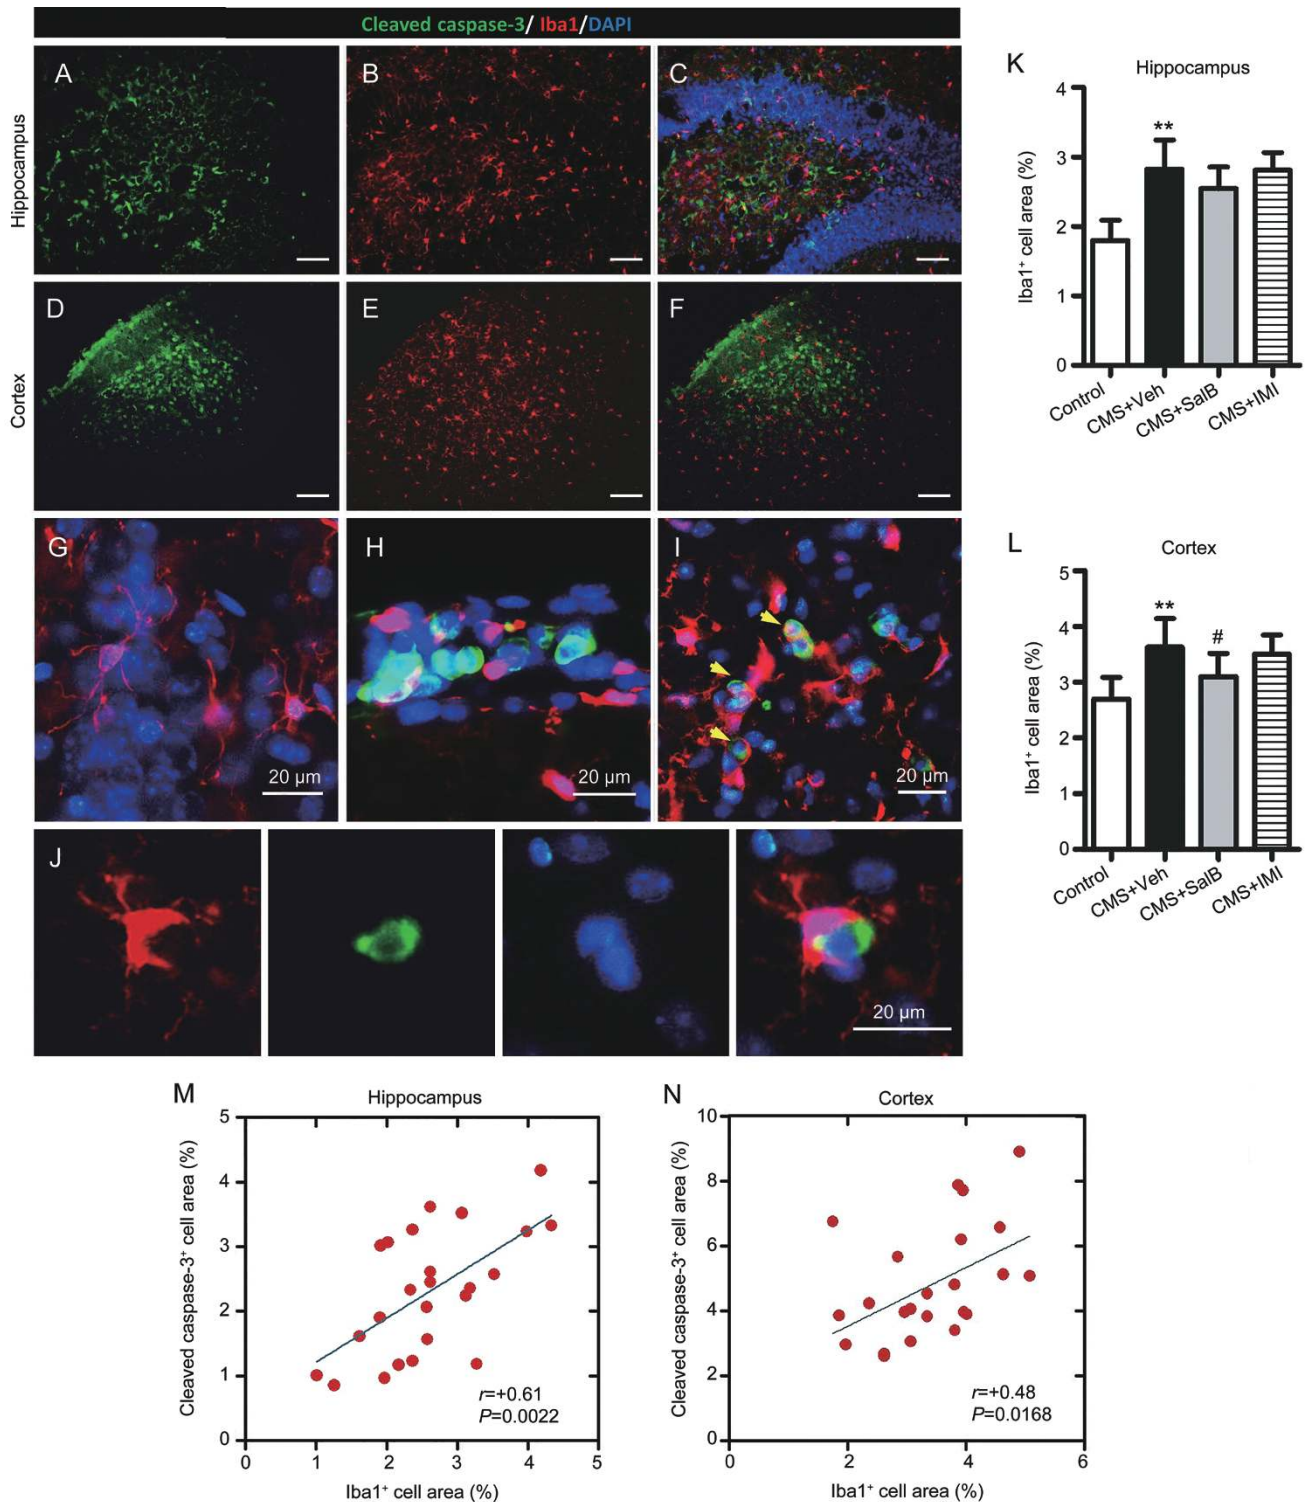 Cleaved caspase-3/ Iba1/DAPI
Hippocampus
A
B
C
Cortex
D
E
F
G
20 µm
H
20 µm
I
20 µm
J
20 µm
K
Hippocampus
Iba1⁺ cell area (%)
4
3
2
1
0
**
Control
CMS+Veh
CMS+SalB
CMS+IMI
L
Cortex
Iba1⁺ cell area (%)
5
4
3
2
1
0
**
#
Control
CMS+Veh
CMS+SalB
CMS+IMI
M
Hippocampus
Cleaved caspase-3⁺ cell area (%)
5
4
3
2
1
0
r=+0.61
P=0.0022
0 1 2 3 4 5
Iba1⁺ cell area (%)
N
Cortex
Cleaved caspase-3⁺ cell area (%)
10
8
6
4
2
0
r=+0.48
P=0.0168
0 2 4 6
Iba1⁺ cell area (%)